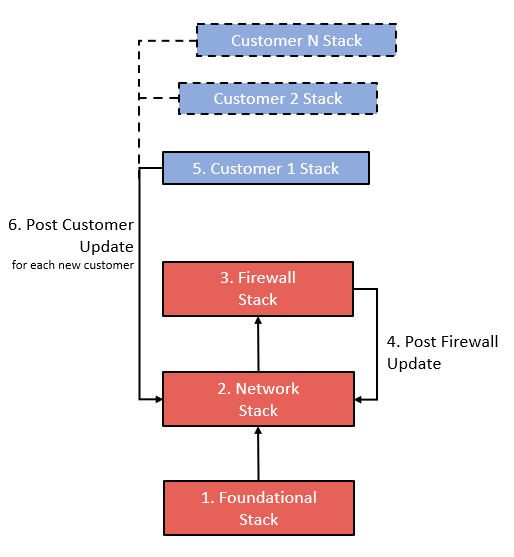 Customer N Stack
Customer 2 Stack
5. Customer 1 Stack
6. Post Customer
Update
for each new customer
3. Firewall
Stack
4. Post Firewall
Update
2. Network
Stack
1. Foundational
Stack